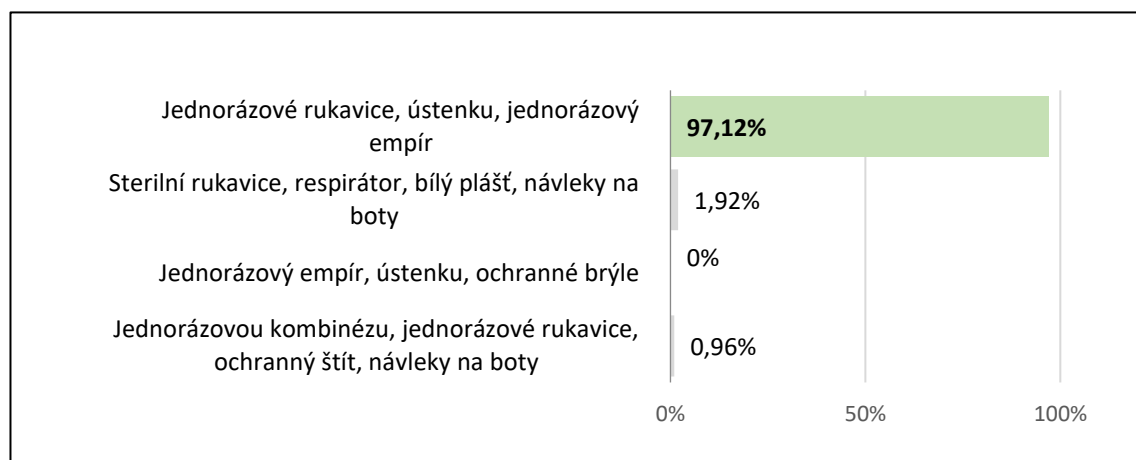 Jednorázové rukavice, ústenku, jednorázový
empír
97,12%
Sterilní rukavice, respirátor, bílý plášť, návleky na
boty
1,92%
Jednorázový empír, ústenku, ochranné brýle
0%
Jednorázovou kombinézu, jednorázové rukavice,
ochranný štít, návleky na boty
0,96%
0%
50%
100%